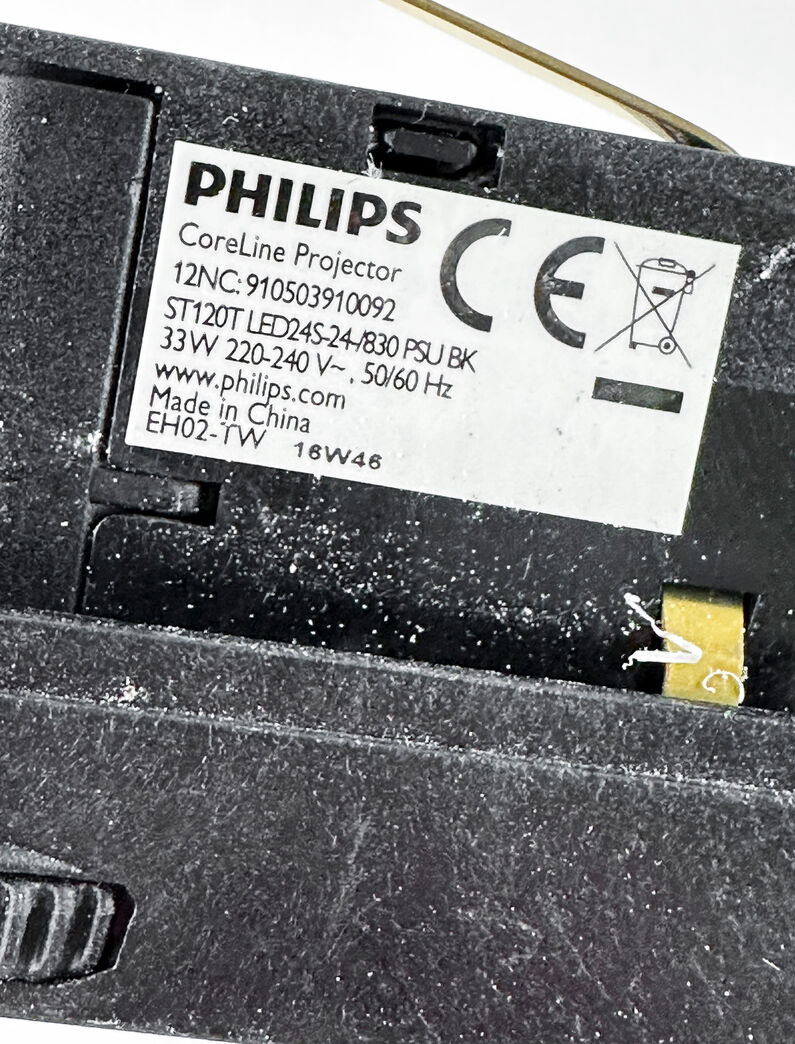 PHILIPS
CoreLine Projector
12NC: 910503910092
ST120T LED24S-24-/830 PSU BK
33W 220-240 V~, 50/60 Hz
www.philips.com
Made in China
EH02-TW 16W46
CE